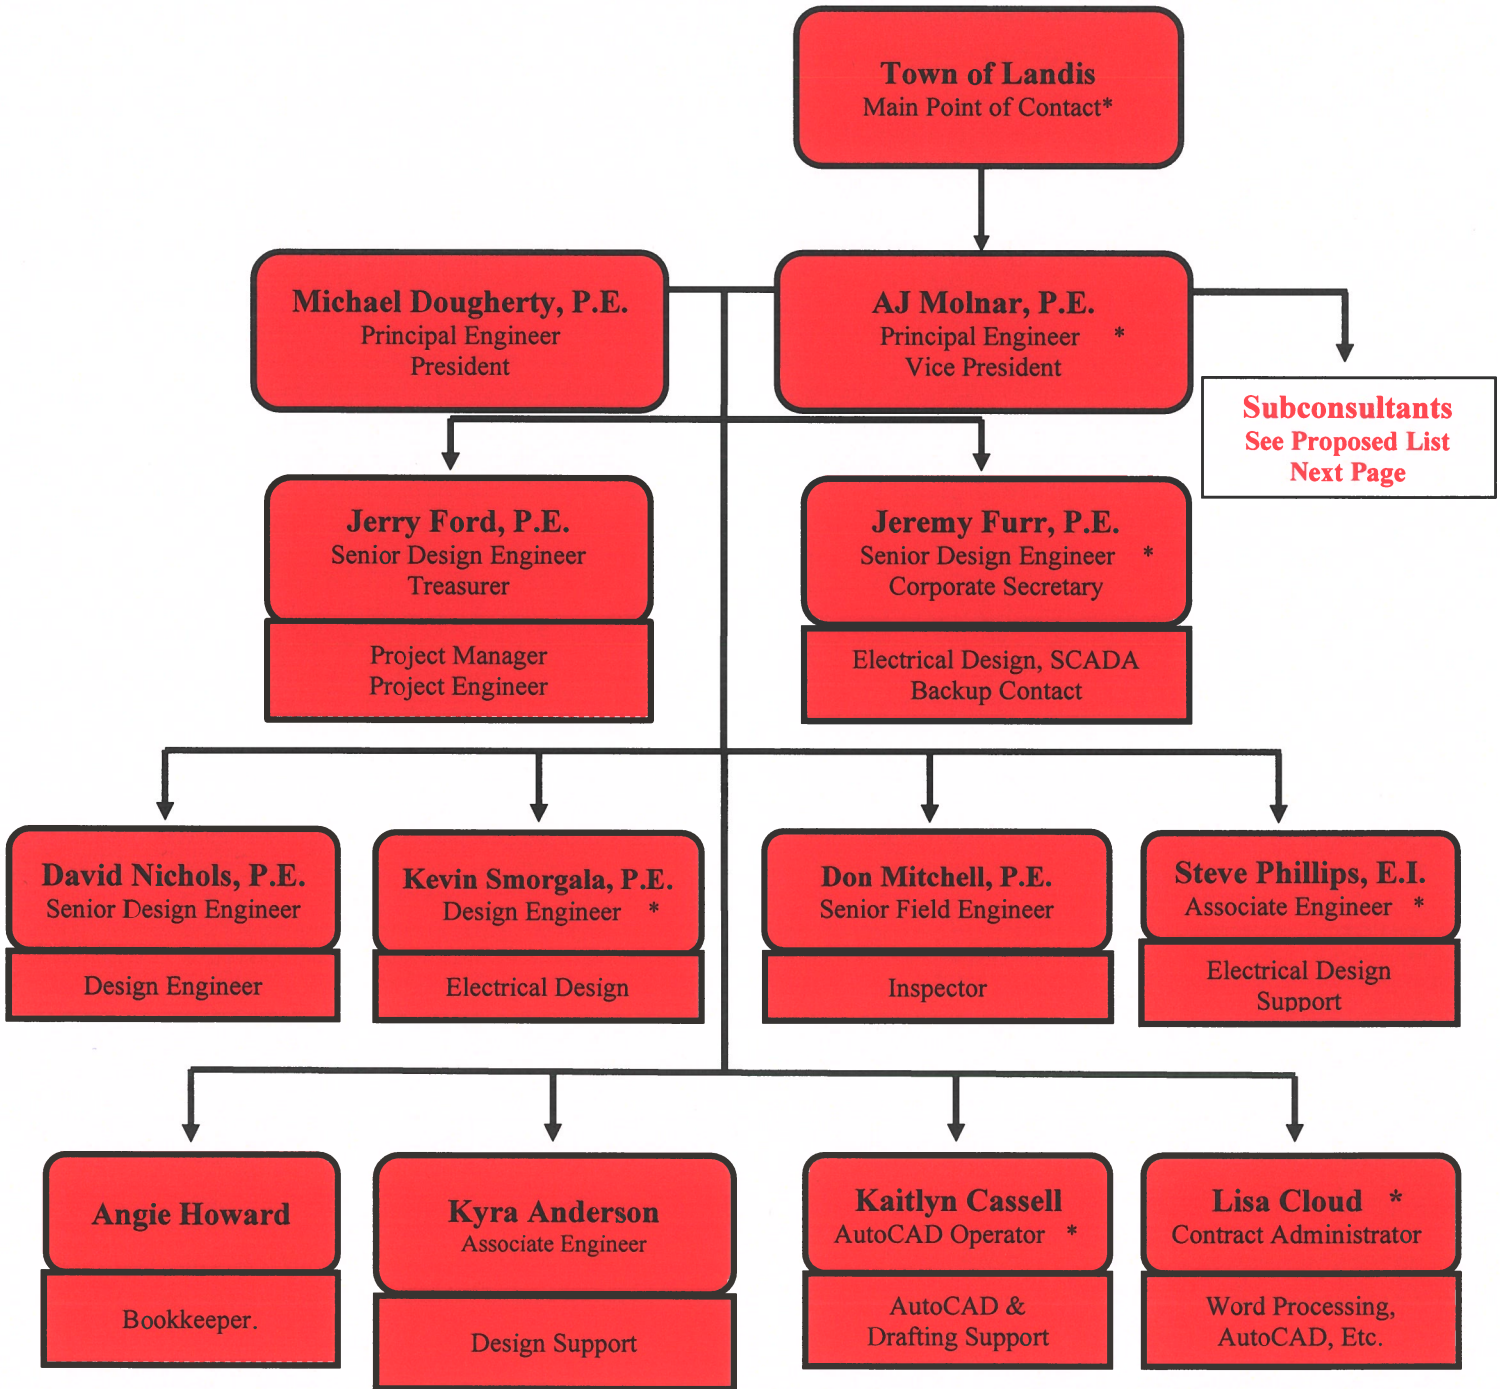 Town of Landis
Main Point of Contact*
Michael Dougherty, P.E.
Principal Engineer
President
AJ Molnar, P.E.
Principal Engineer *
Vice President
Subconsultants
See Proposed List
Next Page
Jerry Ford, P.E.
Senior Design Engineer
Treasurer
Project Manager
Project Engineer
Jeremy Furr, P.E.
Senior Design Engineer *
Corporate Secretary
Electrical Design, SCADA
Backup Contact
David Nichols, P.E.
Senior Design Engineer
Design Engineer
Kevin Smorgala, P.E.
Design Engineer *
Electrical Design
Don Mitchell, P.E.
Senior Field Engineer
Inspector
Steve Phillips, E.I.
Associate Engineer *
Electrical Design
Support
Angie Howard
Bookkeeper.
Kyra Anderson
Associate Engineer
Design Support
Kaitlyn Cassell
AutoCAD Operator *
AutoCAD &
Drafting Support
Lisa Cloud *
Contract Administrator
Word Processing,
AutoCAD, Etc.